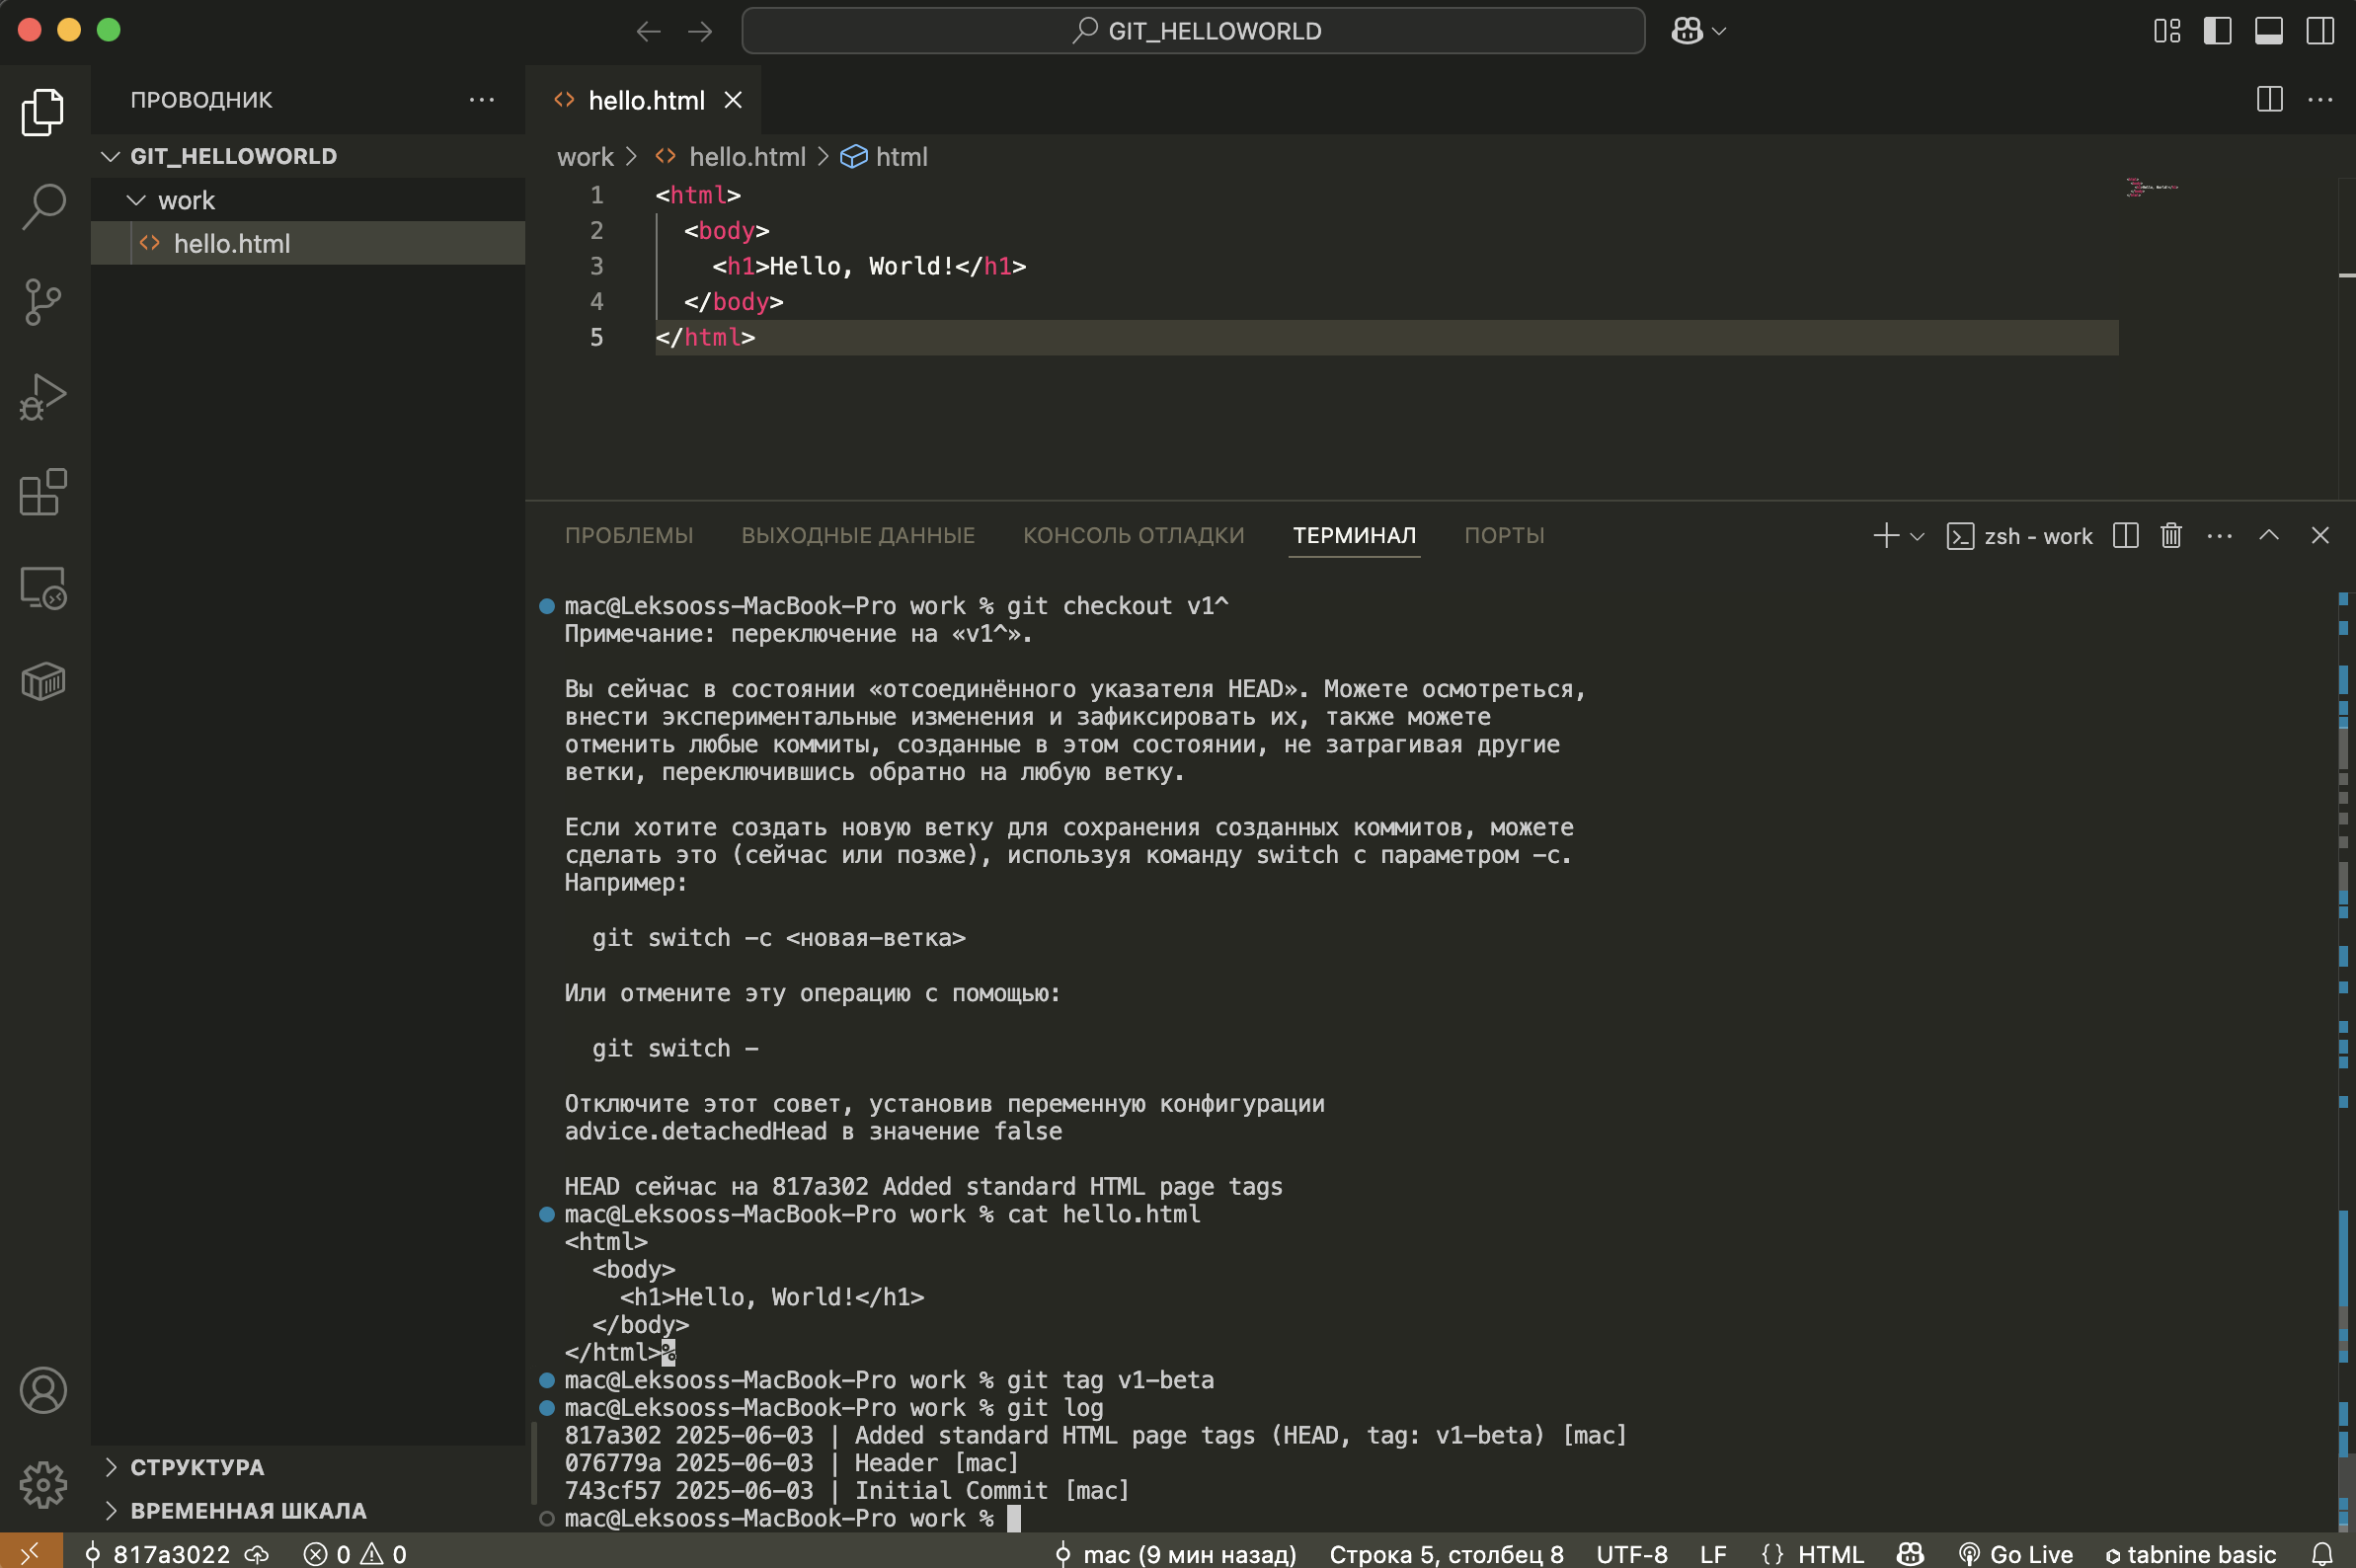 GIT_HELLOWORLD
ПРОВОДНИК
hello.html
GIT_HELLOWORLD
work
hello.html
work > hello.html > html
1 <html>
2 <body>
3 <h1>Hello, World!</h1>
4 </body>
5 </html>
ПРОБЛЕМЫ ВЫХОДНЫЕ ДАННЫЕ КОНСОЛЬ ОТЛАДКИ ТЕРМИНАЛ ПОРТЫ
zsh - work
mac@Leksooss-MacBook-Pro work % git checkout v1^
Примечание: переключение на «v1^».
Вы сейчас в состоянии «отсоединённого указателя HEAD». Можете осмотреться,
внести экспериментальные изменения и зафиксировать их, также можете
отменить любые коммиты, созданные в этом состоянии, не затрагивая другие
ветки, переключившись обратно на любую ветку.
Если хотите создать новую ветку для сохранения созданных коммитов, можете
сделать это (сейчас или позже), используя команду switch с параметром -c.
Например:
git switch -c <новая-ветка>
Или отмените эту операцию с помощью:
git switch -
Отключите этот совет, установив переменную конфигурации
advice.detachedHead в значение false
HEAD сейчас на 817a302 Added standard HTML page tags
mac@Leksooss-MacBook-Pro work % cat hello.html
<html>
<body>
<h1>Hello, World!</h1>
</body>
</html>%
mac@Leksooss-MacBook-Pro work % git tag v1-beta
mac@Leksooss-MacBook-Pro work % git log
817a302 2025-06-03 | Added standard HTML page tags (HEAD, tag: v1-beta) [mac]
076779a 2025-06-03 | Header [mac]
743cf57 2025-06-03 | Initial Commit [mac]
mac@Leksooss-MacBook-Pro work %
СТРУКТУРА
ВРЕМЕННАЯ ШКАЛА
817a3022 0 0 mac (9 мин назад) Строка 5, столбец 8 UTF-8 LF {} HTML Go Live tabnine basic